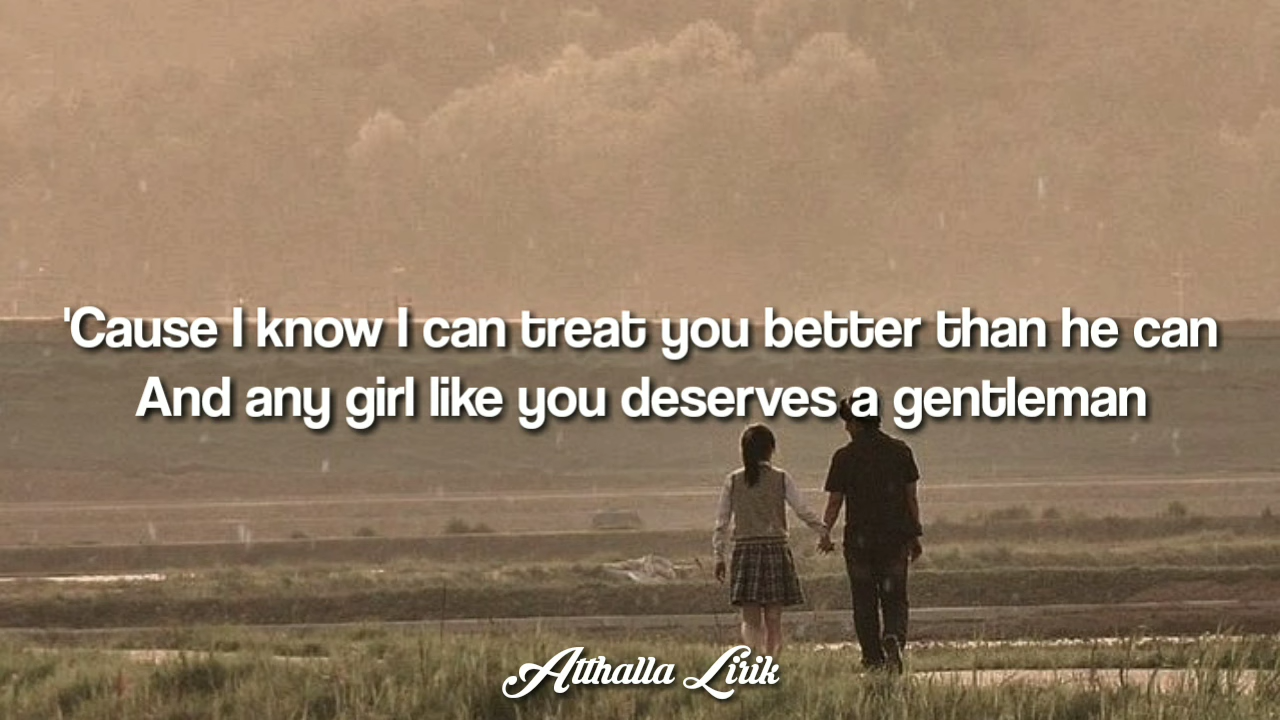 'Cause I know I can treat you better than he can
And any girl like you deserves a gentleman
Atthalla Lirik